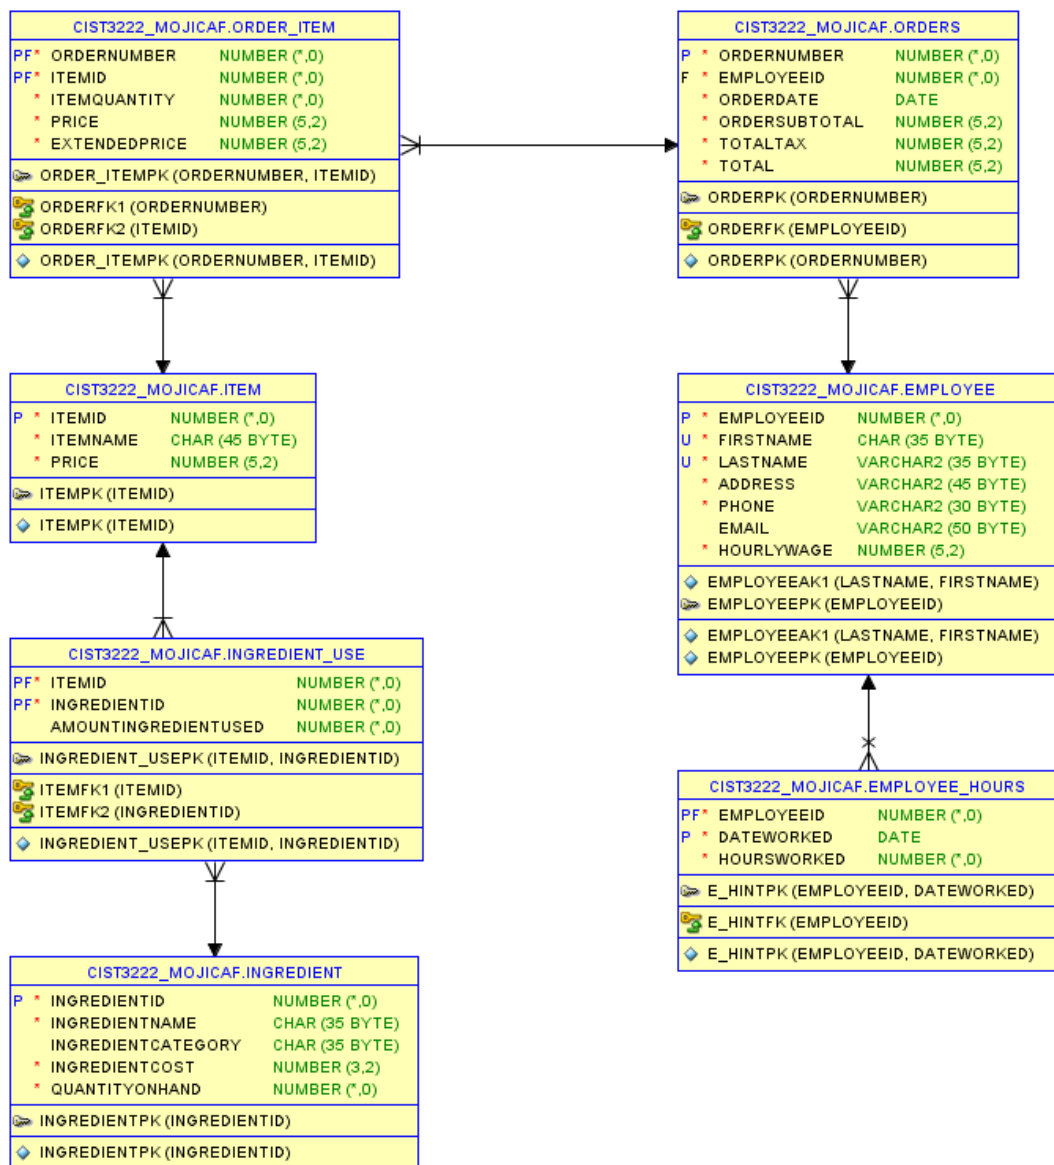 CIST3222_MOJICAF.ORDER_ITEM
PF* ORDERNUMBER NUMBER (*,0)
PF* ITEMID NUMBER (*,0)
* ITEMQUANTITY NUMBER (*,0)
* PRICE NUMBER (5,2)
* EXTENDEDPRICE NUMBER (5,2)
ORDER_ITEMPK (ORDERNUMBER, ITEMID)
ORDERFK1 (ORDERNUMBER)
ORDERFK2 (ITEMID)
ORDER_ITEMPK (ORDERNUMBER, ITEMID)
CIST3222_MOJICAF.ORDERS
P * ORDERNUMBER NUMBER (*,0)
F * EMPLOYEEID NUMBER (*,0)
* ORDERDATE DATE
* ORDERSUBTOTAL NUMBER (5,2)
* TOTALTAX NUMBER (5,2)
* TOTAL NUMBER (5,2)
ORDERPK (ORDERNUMBER)
ORDERFK (EMPLOYEEID)
ORDERPK (ORDERNUMBER)
CIST3222_MOJICAF.ITEM
P * ITEMID NUMBER (*,0)
* ITEMNAME CHAR (45 BYTE)
* PRICE NUMBER (5,2)
ITEMPK (ITEMID)
ITEMPK (ITEMID)
CIST3222_MOJICAF.EMPLOYEE
P * EMPLOYEEID NUMBER (*,0)
U * FIRSTNAME CHAR (35 BYTE)
U * LASTNAME VARCHAR2 (35 BYTE)
* ADDRESS VARCHAR2 (45 BYTE)
* PHONE VARCHAR2 (30 BYTE)
EMAIL VARCHAR2 (50 BYTE)
* HOURLYWAGE NUMBER (5,2)
EMPLOYEEAK1 (LASTNAME, FIRSTNAME)
EMPLOYEEPK (EMPLOYEEID)
EMPLOYEEAK1 (LASTNAME, FIRSTNAME)
EMPLOYEEPK (EMPLOYEEID)
CIST3222_MOJICAF.INGREDIENT_USE
PF* ITEMID NUMBER (*,0)
PF* INGREDIENTID NUMBER (*,0)
AMOUNTINGREDIENTUSED NUMBER (*,0)
INGREDIENT_USEPK (ITEMID, INGREDIENTID)
ITEMFK1 (ITEMID)
ITEMFK2 (INGREDIENTID)
INGREDIENT_USEPK (ITEMID, INGREDIENTID)
CIST3222_MOJICAF.EMPLOYEE_HOURS
PF* EMPLOYEEID NUMBER (*,0)
P * DATEWORKED DATE
* HOURSWORKED NUMBER (*,0)
E_HINTPK (EMPLOYEEID, DATEWORKED)
E_HINTFK (EMPLOYEEID)
E_HINTPK (EMPLOYEEID, DATEWORKED)
CIST3222_MOJICAF.INGREDIENT
P * INGREDIENTID NUMBER (*,0)
* INGREDIENTNAME CHAR (35 BYTE)
INGREDIENTCATEGORY CHAR (35 BYTE)
* INGREDIENTCOST NUMBER (3,2)
* QUANTITYONHAND NUMBER (*,0)
INGREDIENTPK (INGREDIENTID)
INGREDIENTPK (INGREDIENTID)